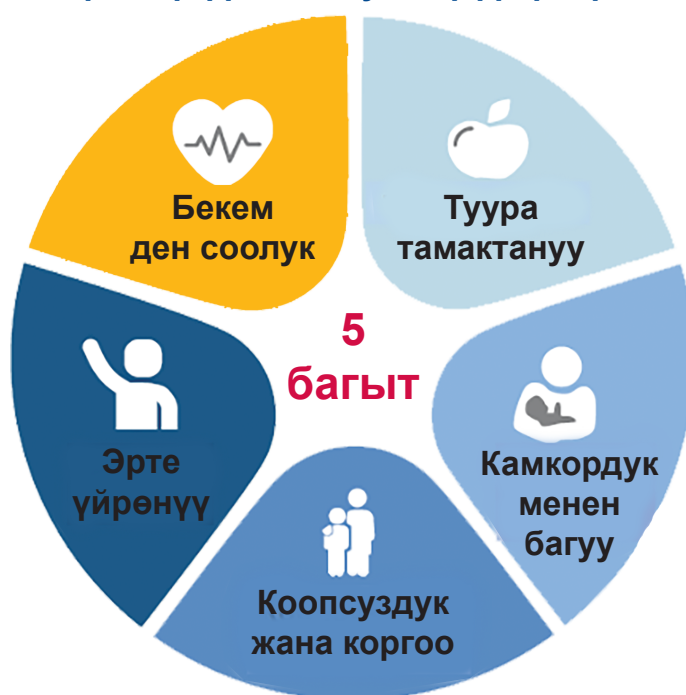 Бекем
ден соолук
Туура
тамактануу
5
багыт
Эрте
үйрөнүү
Камкордук
менен
багуу
Коопсуздук
жана коргоо